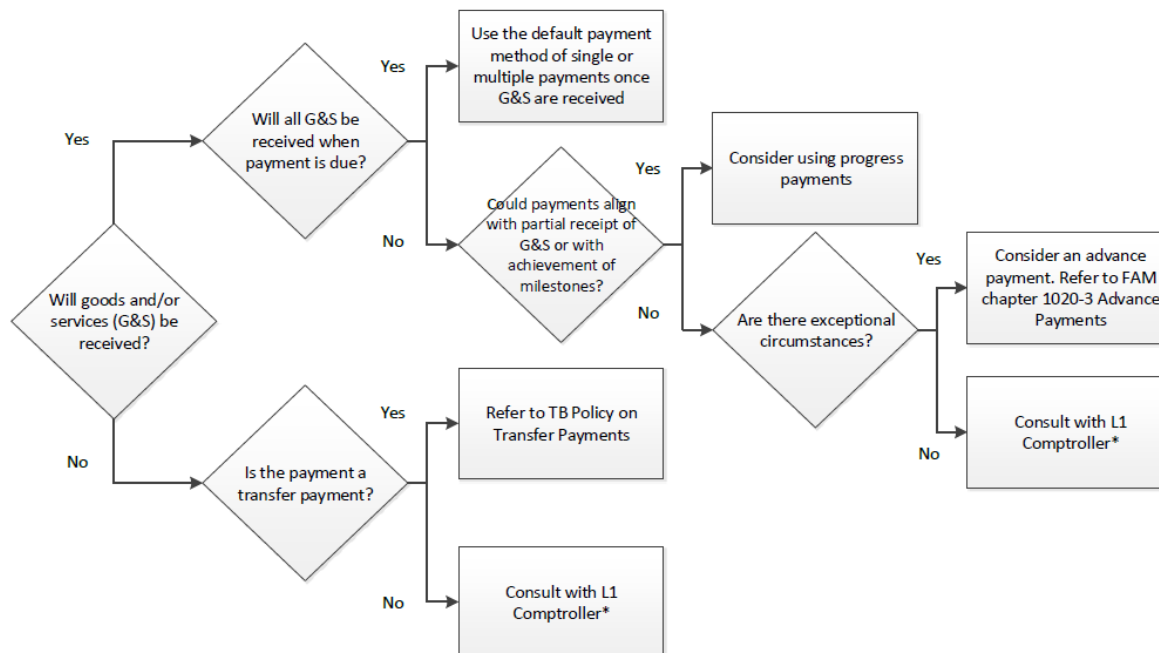 Use the default payment
method of single or
multiple payments once
G&S are received
Yes
Will all G&S be
received when
payment is due?
Yes
Consider using progress
payments
Yes
Could payments align
with partial receipt of
G&S or with
achievement of
milestones?
No
Consider an advance
payment. Refer to FAM
chapter 1020-3 Advance
Payments
Yes
Will goods and/or
services (G&S) be
received?
No
Are there exceptional
circumstances?
Refer to TB Policy on
Transfer Payments
Yes
Consult with L1
Comptroller*
No
No
Is the payment a
transfer payment?
Consult with L1
Comptroller*
No